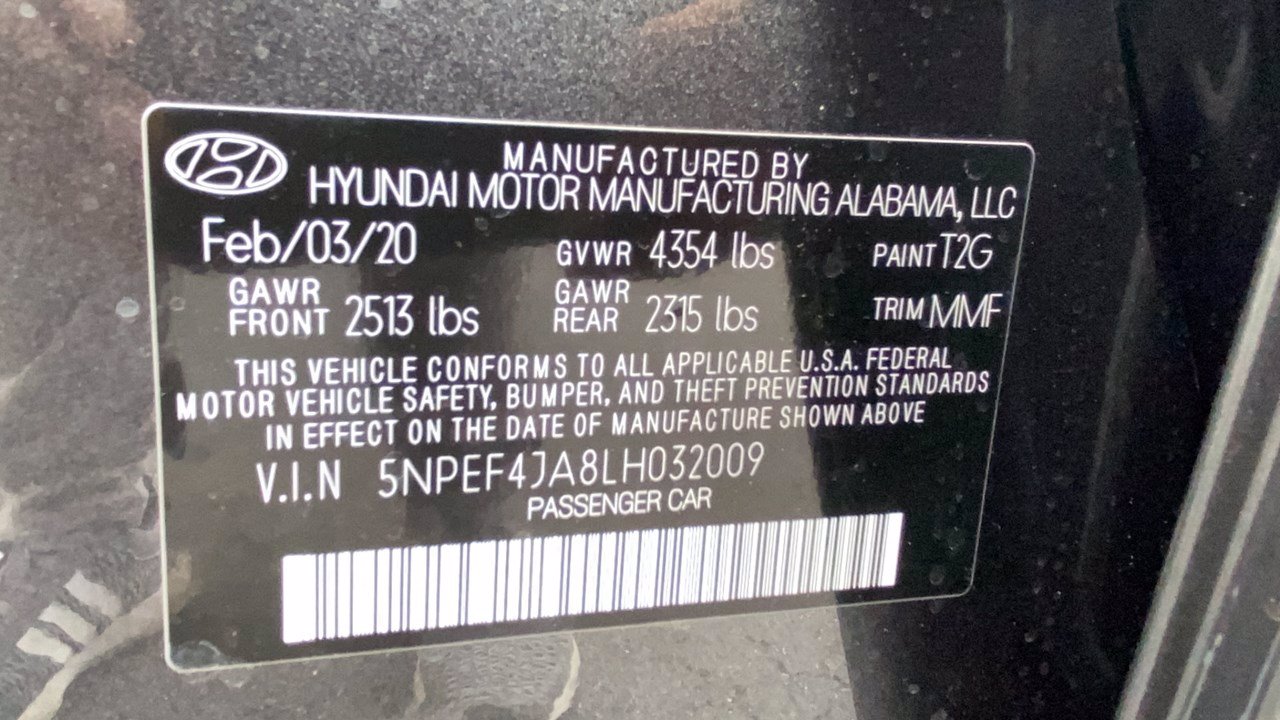 MANUFACTURED BY
HYUNDAI MOTOR MANUFACTURING ALABAMA, LLC
Feb/03/20 GVWR 4354 lbs PAINT T2G
GAWR FRONT 2513 lbs GAWR REAR 2315 lbs TRIM MMF
THIS VEHICLE CONFORMS TO ALL APPLICABLE U.S.A. FEDERAL
MOTOR VEHICLE SAFETY, BUMPER, AND THEFT PREVENTION STANDARDS
IN EFFECT ON THE DATE OF MANUFACTURE SHOWN ABOVE
V.I.N 5NPEF4JA8LH032009
PASSENGER CAR